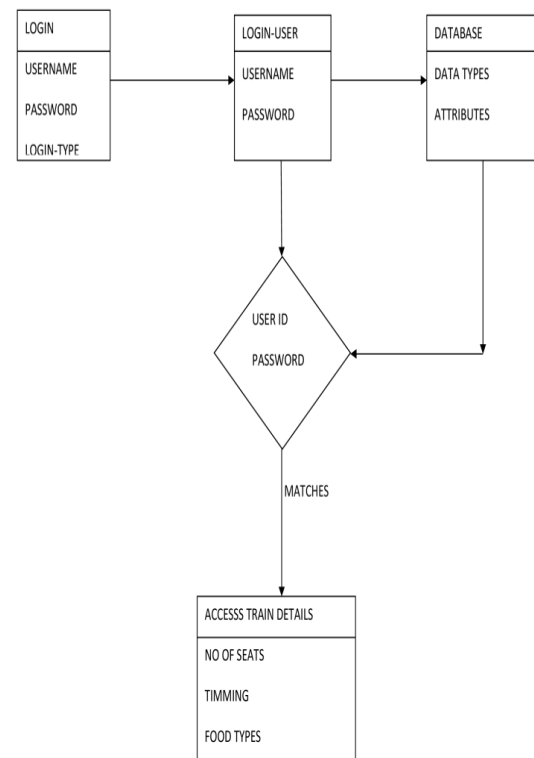 LOGIN
USERNAME
PASSWORD
LOGIN-TYPE
LOGIN-USER
USERNAME
PASSWORD
DATABASE
DATA TYPES
ATTRIBUTES
USER ID
PASSWORD
MATCHES
ACCESSS TRAIN DETAILS
NO OF SEATS
TIMMING
FOOD TYPES